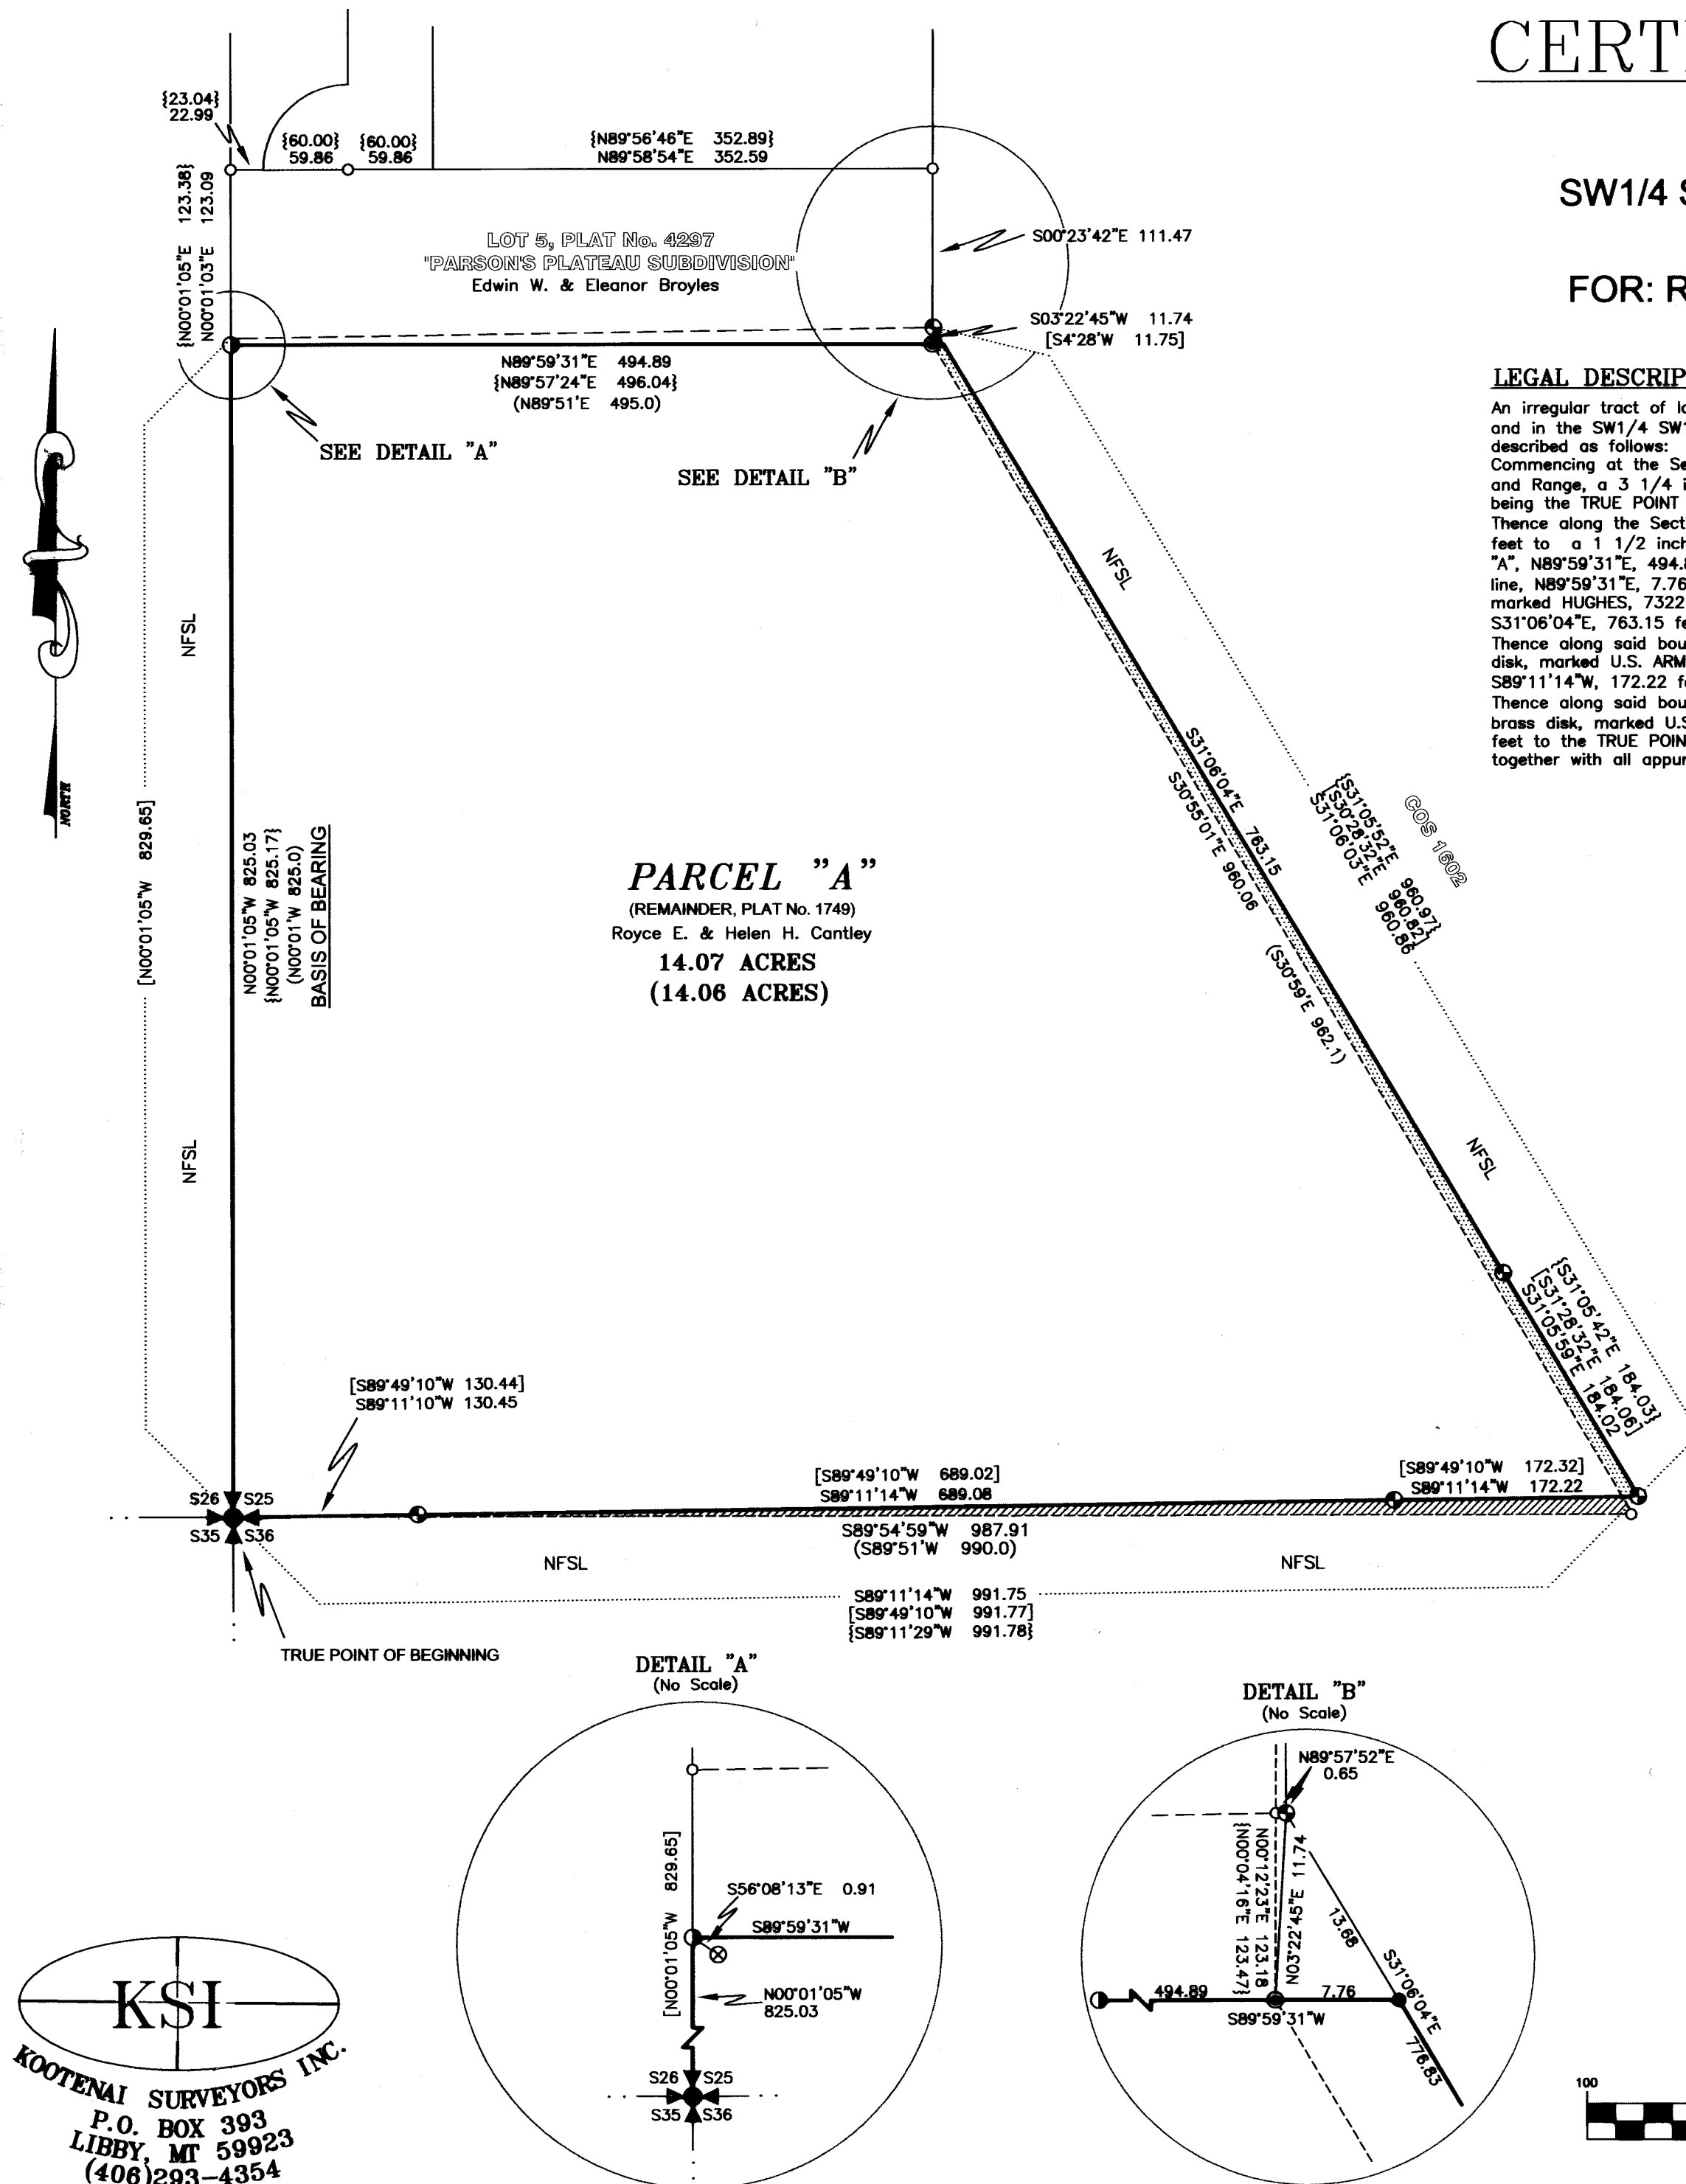 CERT
SW1/4 S
FOR: R
{23.04}
22.99
{60.00}
59.86
{60.00}
59.86
{N89°56'46"E 352.89}
N89°58'54"E 352.59
{N00°01'05"E 123.38}
N00°01'03"E 123.09
LOT 5, PLAT No. 4297
"PARSON'S PLATEAU SUBDIVISION"
Edwin W. & Eleanor Broyles
S00°23'42"E 111.47
S03°22'45"W 11.74
[S4°28'W 11.75]
N89°59'31"E 494.89
{N89°57'24"E 496.04}
(N89°51'E 495.0)
SEE DETAIL "A"
SEE DETAIL "B"
LEGAL DESCRIP
An irregular tract of la
and in the SW1/4 SW1
described as follows:
Commencing at the Se
and Range, a 3 1/4 i
being the TRUE POINT
Thence along the Sect
feet to a 1 1/2 inch
"A", N89°59'31"E, 494.8
line, N89°59'31"E, 7.76
marked HUGHES, 7322
S31°06'04"E, 763.15 fe
Thence along said bou
disk, marked U.S. ARM
S89°11'14"W, 172.22 fe
Thence along said bou
brass disk, marked U.S
feet to the TRUE POIN
together with all appur
NORTH
NFSL
NFSL
NFSL
NFSL
[N00°01'05"W 829.65]
N00°01'05"W 825.03
{N00°01'05"W 825.17}
(N00°01'W 825.0)
BASIS OF BEARING
PARCEL "A"
(REMAINDER, PLAT No. 1749)
Royce E. & Helen H. Cantley
14.07 ACRES
(14.06 ACRES)
S31°06'04"E 763.15
S30°55'01"E 960.06
(S30°59'E 962.1)
{S31°05'52"E 960.97}
[S30°28'32"E 960.82]
S31°06'03"E 960.86
COS 1602
{S31°05'42"E 184.03}
[S31°28'32"E 184.06]
S31°05'59"E 184.02
[S89°49'10"W 130.44]
S89°11'10"W 130.45
[S89°49'10"W 689.02]
S89°11'14"W 689.08
[S89°49'10"W 172.32]
S89°11'14"W 172.22
S26 S25
S35 S36
S89°54'59"W 987.91
(S89°51'W 990.0)
NFSL
NFSL
S89°11'14"W 991.75
[S89°49'10"W 991.77]
{S89°11'29"W 991.78}
TRUE POINT OF BEGINNING
DETAIL "A"
(No Scale)
[N00°01'05"W 829.65]
S56°08'13"E 0.91
S89°59'31"W
N00°01'05"W
825.03
S26 S25
S35 S36
DETAIL "B"
(No Scale)
N89°57'52"E
0.65
{N00°04'16"E 123.47}
N00°12'23"E 123.18
N03°22'45"E 11.74
13.68
S31°06'04"E
776.83
494.89
7.76
S89°59'31"W
KSI
KOOTENAI SURVEYORS INC.
P.O. BOX 393
LIBBY, MT 59923
(406)293-4354
100